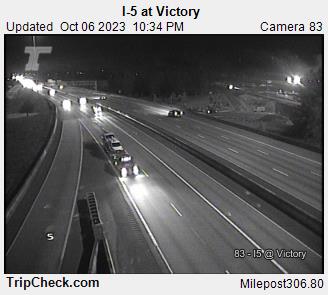 I-5 at Victory
Updated Oct 06 2023 10:34 PM Camera 83
S
83 - I5 @ Victory
TripCheck.com Milepost306.80